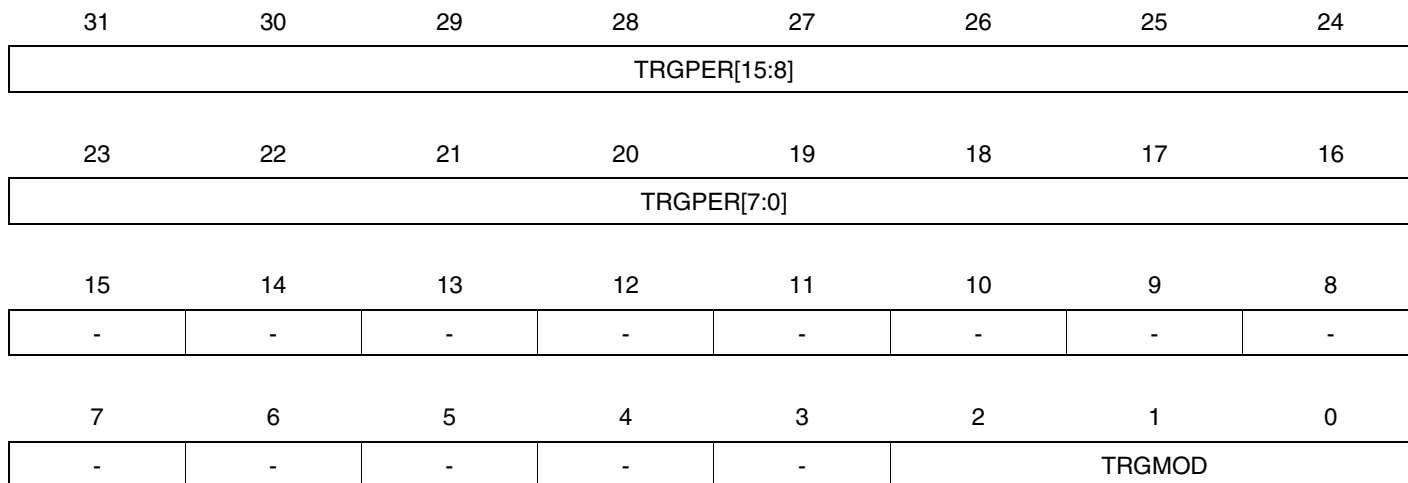 31 30 29 28 27 26 25 24
TRGPER[15:8]
23 22 21 20 19 18 17 16
TRGPER[7:0]
15 14 13 12 11 10 9 8
- - - - - - - -
7 6 5 4 3 2 1 0
- - - - - TRGMOD